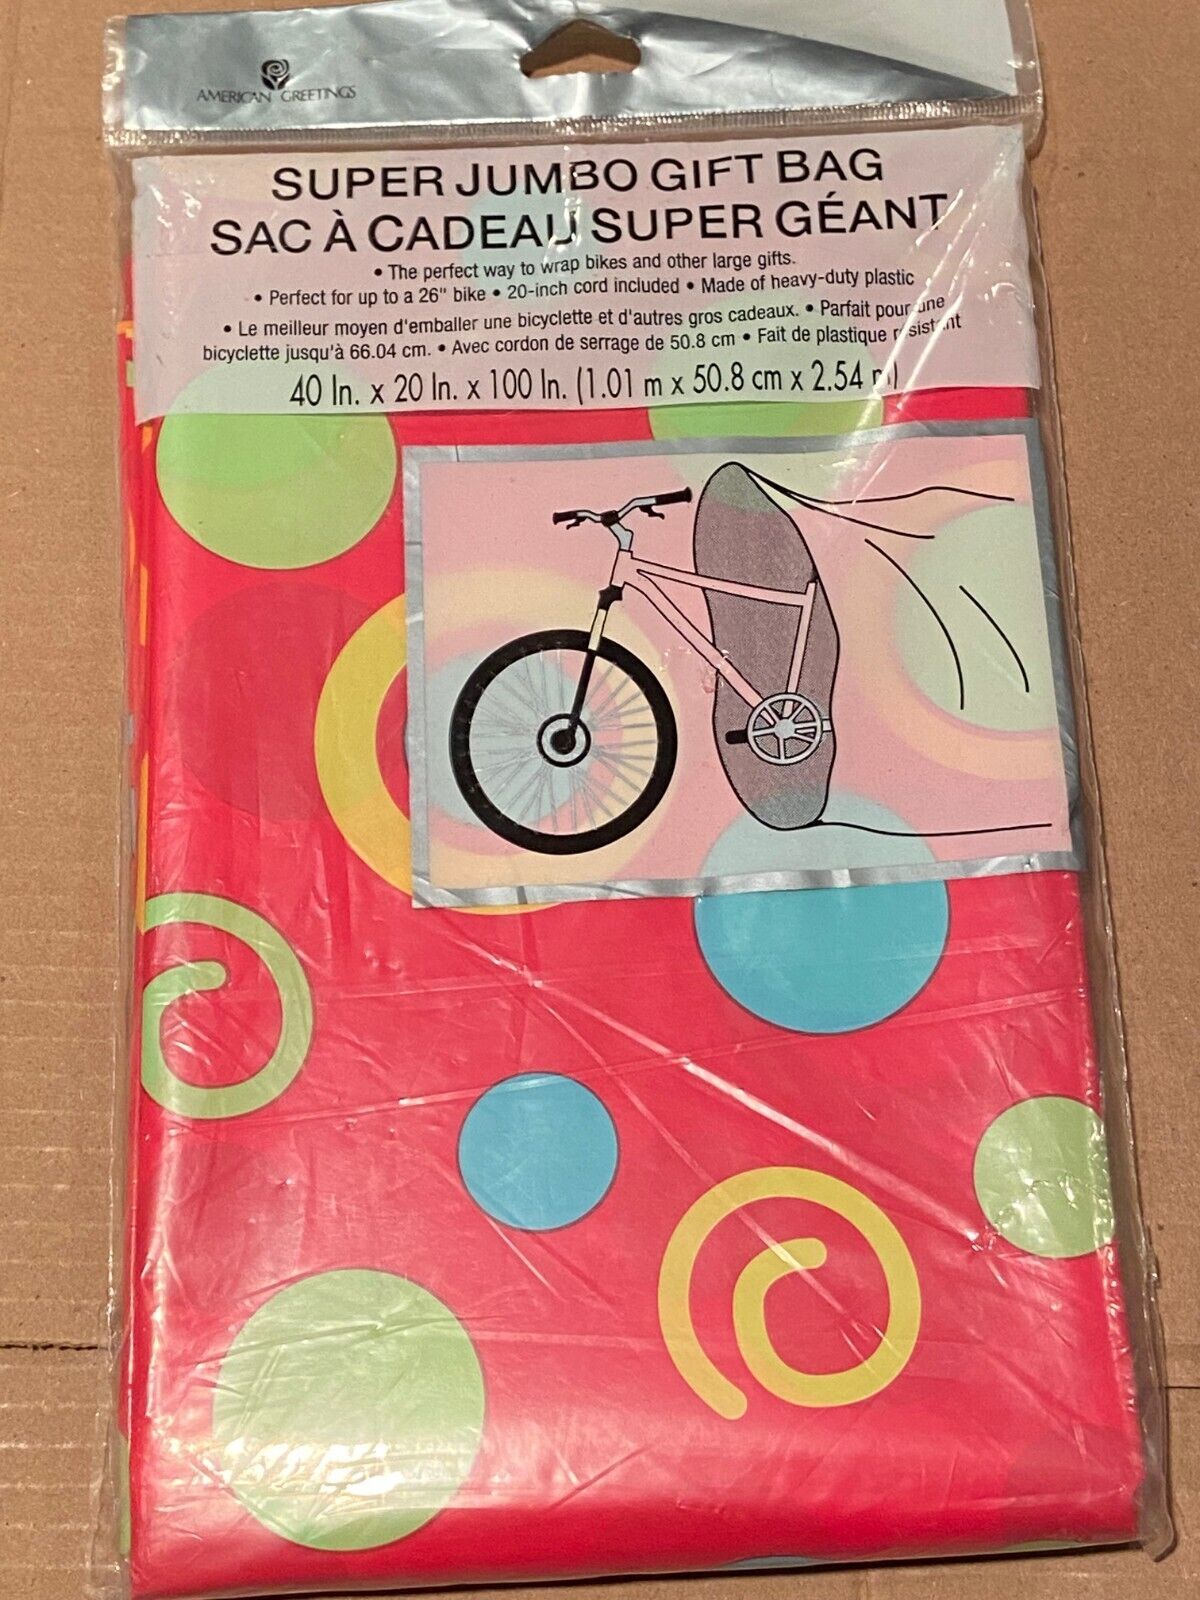 AMERICAN GREETINGS
SUPER JUMBO GIFT BAG
SAC À CADEAU SUPER GÉANT
• The perfect way to wrap bikes and other large gifts.
• Perfect for up to a 26" bike • 20-inch cord included • Made of heavy-duty plastic
• Le meilleur moyen d'emballer une bicyclette et d'autres gros cadeaux. • Parfait pour une
bicyclette jusqu'à 66.04 cm. • Avec cordon de serrage de 50.8 cm • Fait de plastique résistant
40 In. x 20 In. x 100 In. (1.01 m x 50.8 cm x 2.54 m)